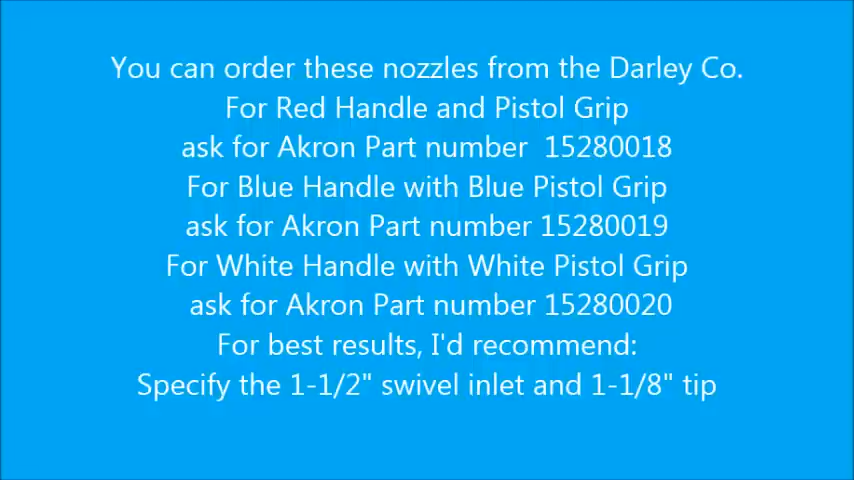 You can order these nozzles from the Darley Co.
For Red Handle and Pistol Grip
ask for Akron Part number  15280018
For Blue Handle with Blue Pistol Grip
ask for Akron Part number 15280019
For White Handle with White Pistol Grip
ask for Akron Part number 15280020
For best results, I'd recommend:
Specify the 1-1/2" swivel inlet and 1-1/8" tip